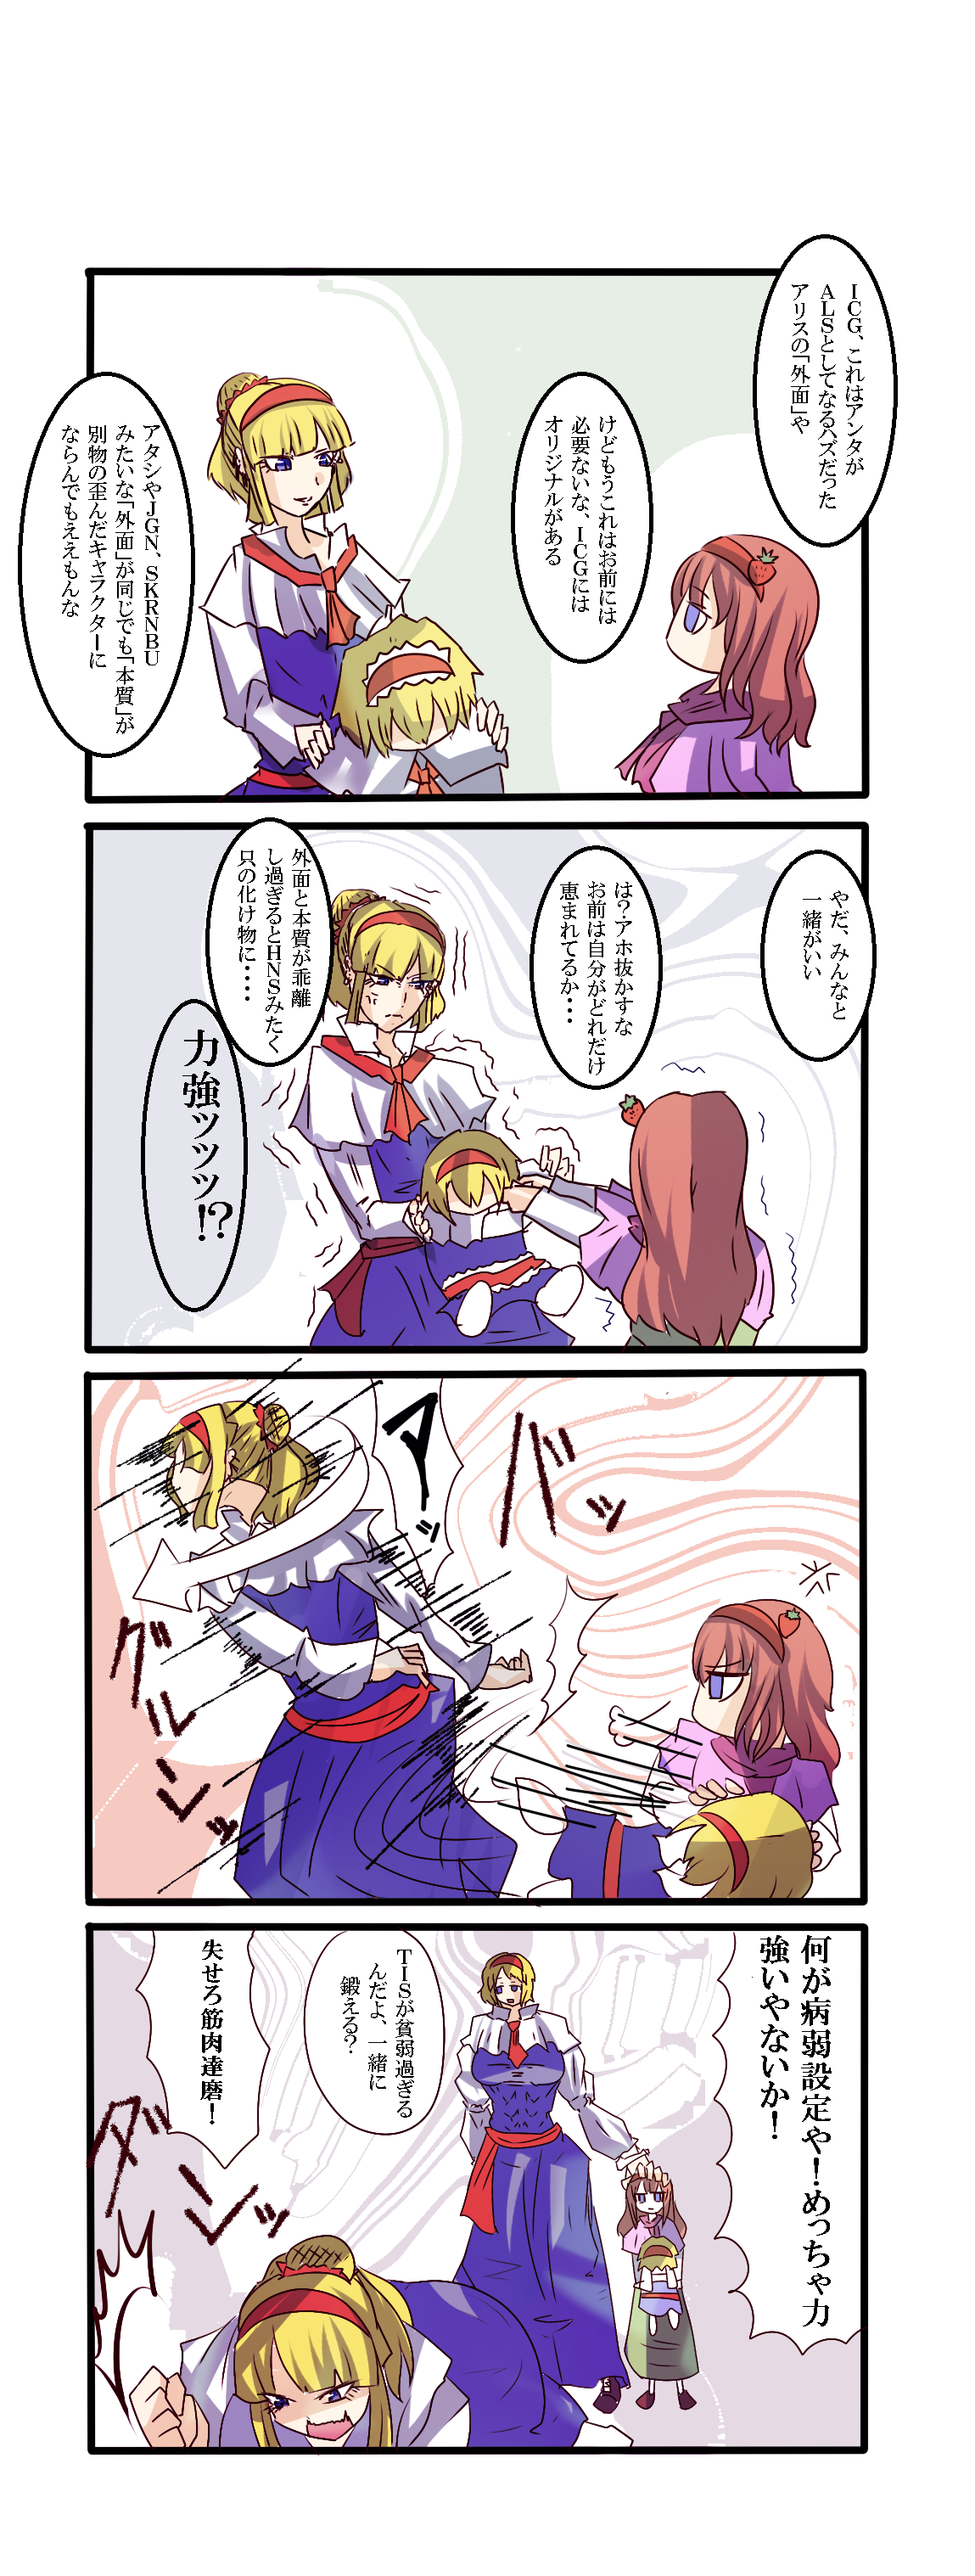 ICG、これはアンタが
ALSとしてなるハズだった
アリスの「外面」や
けどもうこれはお前には
必要ないな、ICGには
オリジナルがある
アタシやJGN、SKRNBU
みたいな「外面」が同じでも「本質」が
別物の歪んだキャラクターに
ならんでもええもんな
やだ、みんなと
一緒がいい
は?アホ抜かすな
お前は自分がどれだけ
恵まれてるか・・・
外面と本質が乖離
し過ぎるとHNSみたく
只の化け物に・・・・
力強ッッッ!?
バッ
アッ
グルンッ
何が病弱設定や!めっちゃ力
強いやないか!
TISが貧弱過ぎる
んだよ、一緒に
鍛える?
失せろ筋肉達磨!
ダンッ